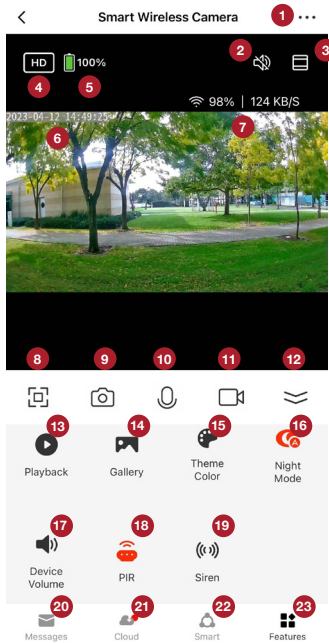 Smart Wireless Camera 1
2 3
HD 100%
4 5
98% | 124 KB/S
2023-04-12 14:49:25
6 7
8 9 10 11 12
13 14 15 16
Playback Gallery Theme Color Night Mode
17 18 19
Device Volume PIR Siren
20 21 22 23
Messages Cloud Smart Features